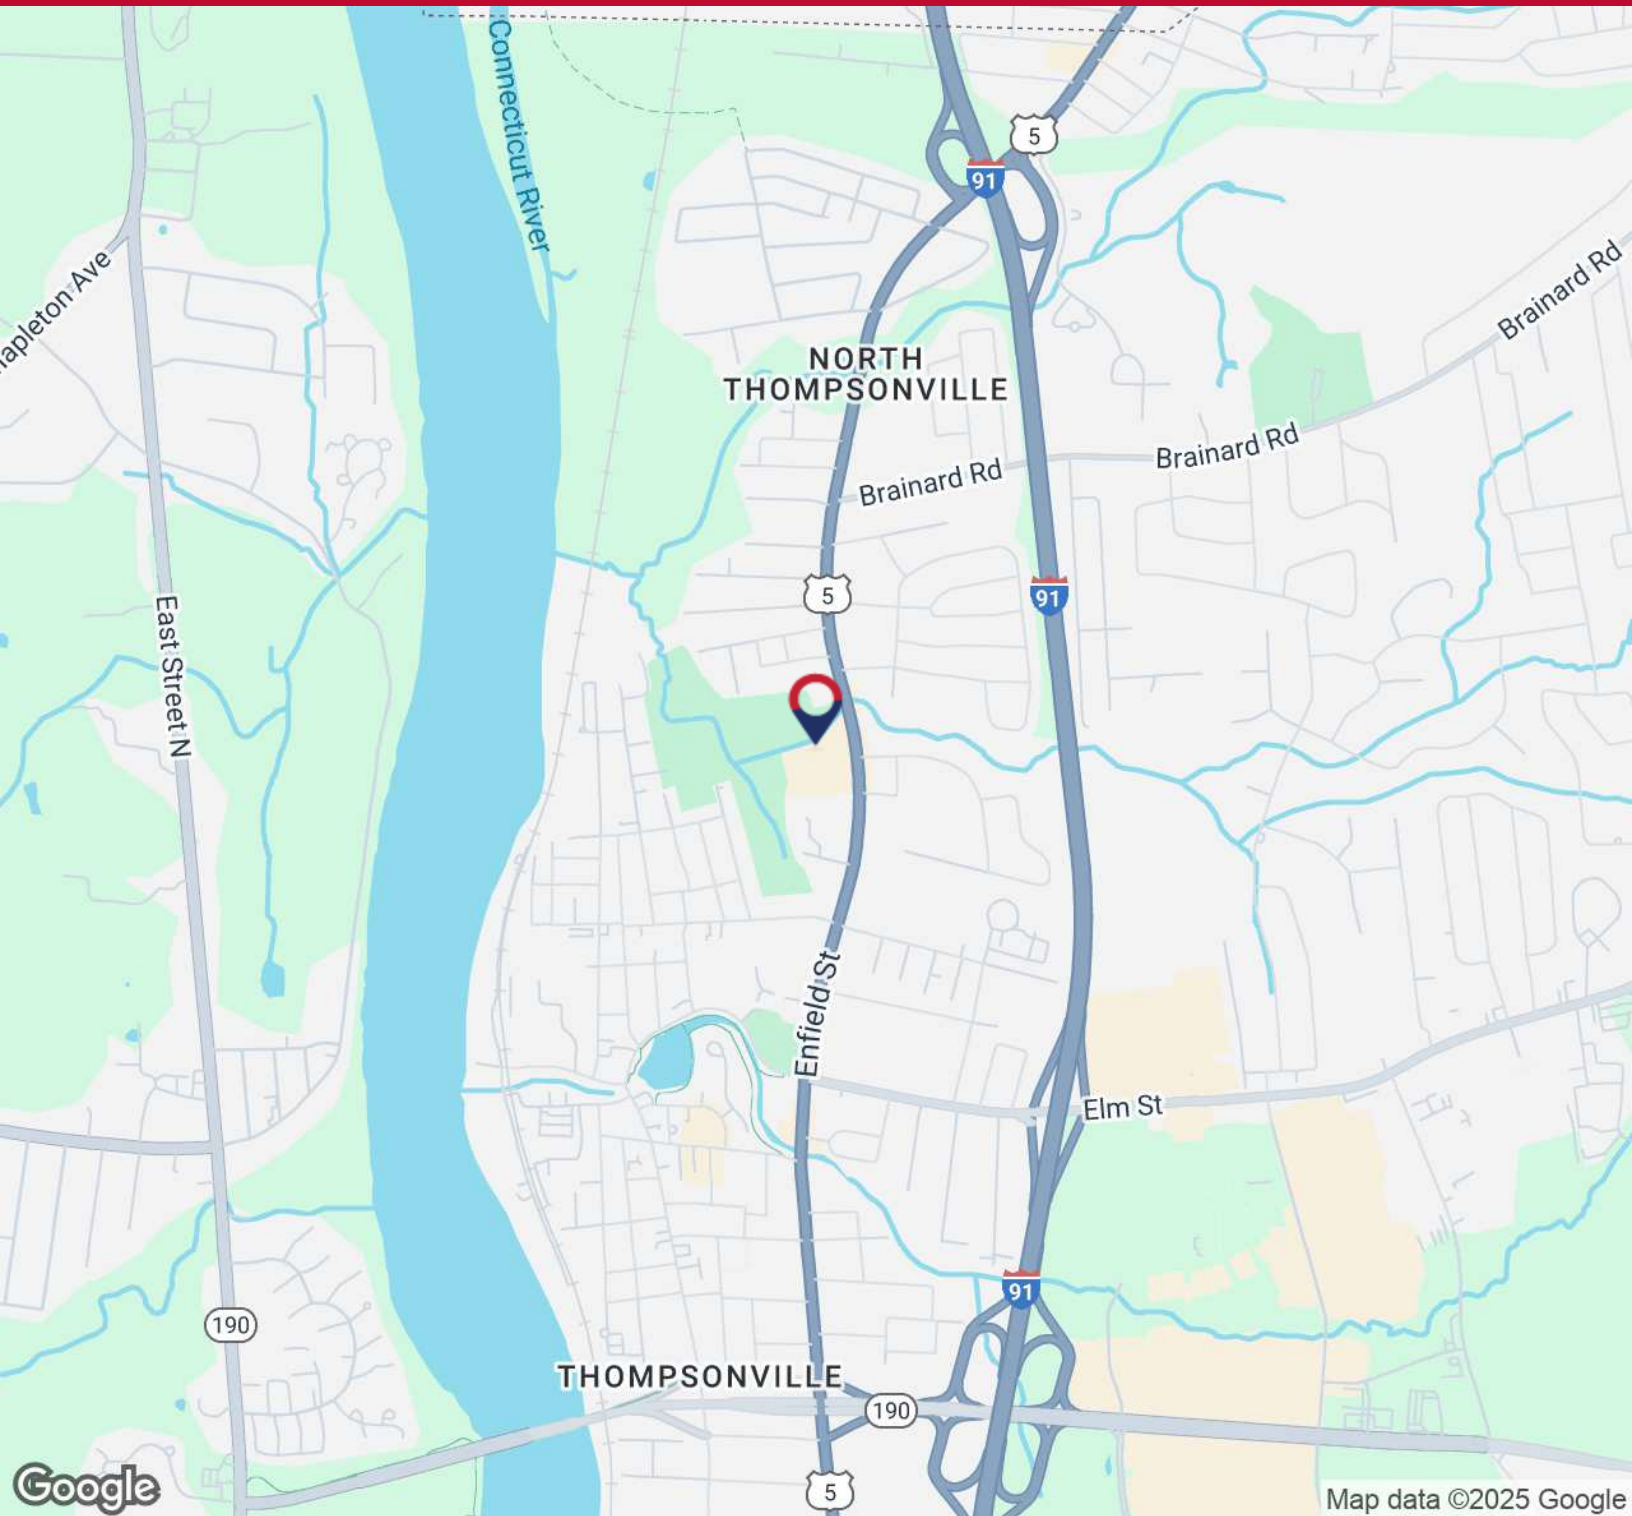 Connecticut River
5
91
apleton Ave
Brainard Rd
NORTH
THOMPSONVILLE
Brainard Rd
Brainard Rd
5
91
East Street N
Enfield St
Elm St
91
190
THOMPSONVILLE
190
5
Google
Map data ©2025 Google